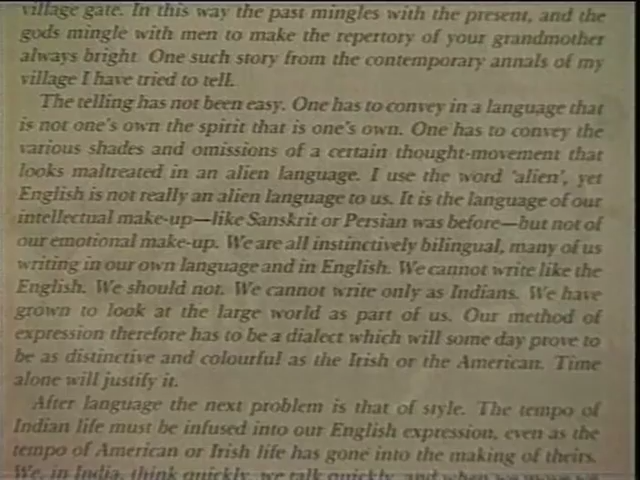 village gate. In this way the past mingles with the present, and the
gods mingle with men to make the repertory of your grandmother
always bright. One such story from the contemporary annals of my
village I have tried to tell.
The telling has not been easy. One has to convey in a language that
is not one's own the spirit that is one's own. One has to convey the
various shades and omissions of a certain thought-movement that
looks maltreated in an alien language. I use the word 'alien', yet
English is not really an alien language to us. It is the language of our
intellectual make-up—like Sanskrit or Persian was before—but not of
our emotional make-up. We are all instinctively bilingual, many of us
writing in our own language and in English. We cannot write like the
English. We should not. We cannot write only as Indians. We have
grown to look at the large world as part of us. Our method of
expression therefore has to be a dialect which will some day prove to
be as distinctive and colourful as the Irish or the American. Time
alone will justify it.
After language the next problem is that of style. The tempo of
Indian life must be infused into our English expression, even as the
tempo of American or Irish life has gone into the making of theirs.
We, in India, think quickly, we talk quickly, and when we move we